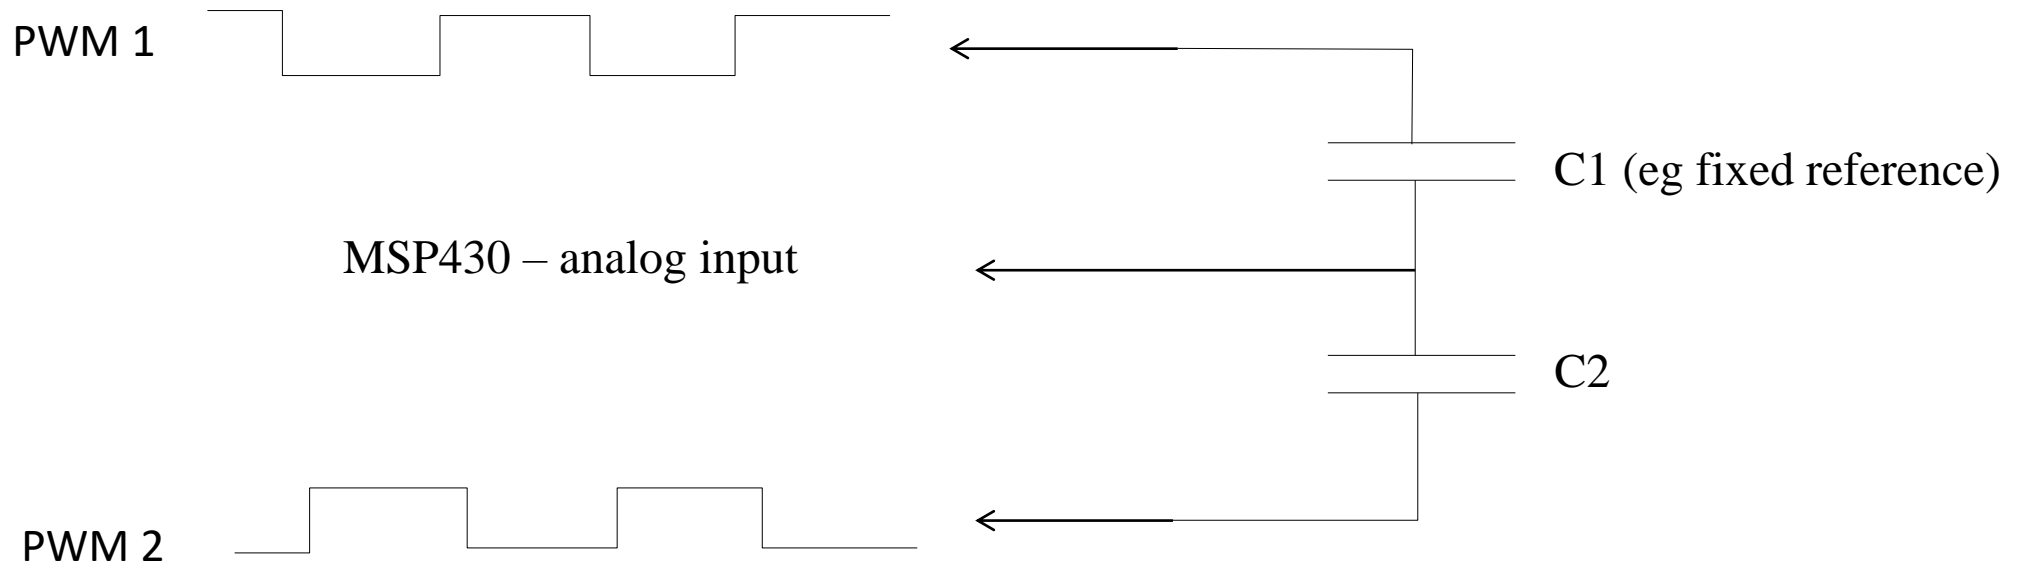 PWM 1
C1 (eg fixed reference)
MSP430 – analog input
C2
PWM 2